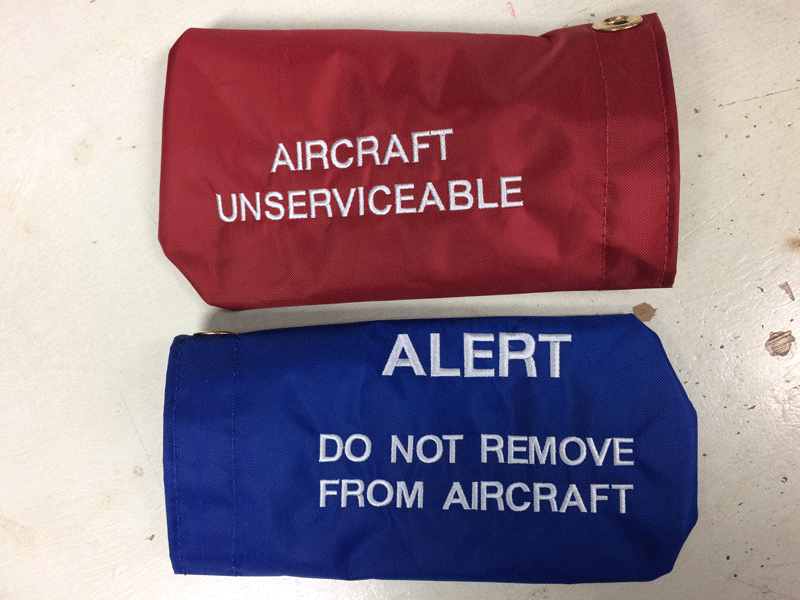 AIRCRAFT
UNSERVICEABLE
ALERT
DO NOT REMOVE
FROM AIRCRAFT